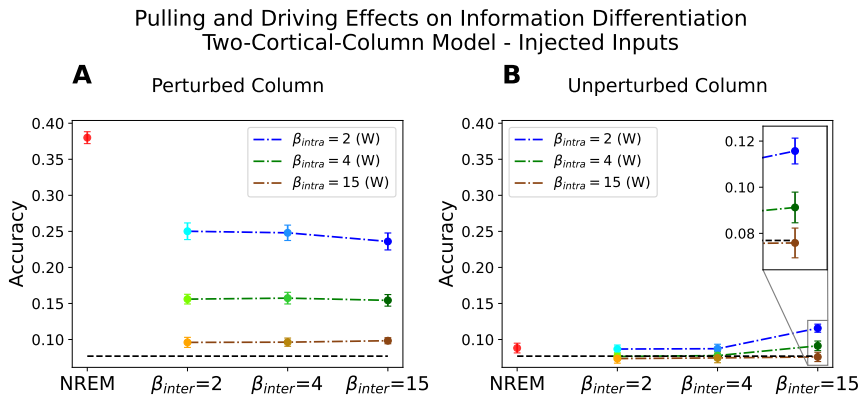 Pulling and Driving Effects on Information Differentiation
Two-Cortical-Column Model - Injected Inputs
A
Perturbed Column
Accuracy
0.40
0.35
0.30
0.25
0.20
0.15
0.10
β_intra = 2 (W)
β_intra = 4 (W)
β_intra = 15 (W)
NREM
β_inter=2
β_inter=4
β_inter=15
B
Unperturbed Column
Accuracy
0.40
0.35
0.30
0.25
0.20
0.15
0.10
β_intra = 2 (W)
β_intra = 4 (W)
β_intra = 15 (W)
0.12
0.10
0.08
NREM
β_inter=2
β_inter=4
β_inter=15